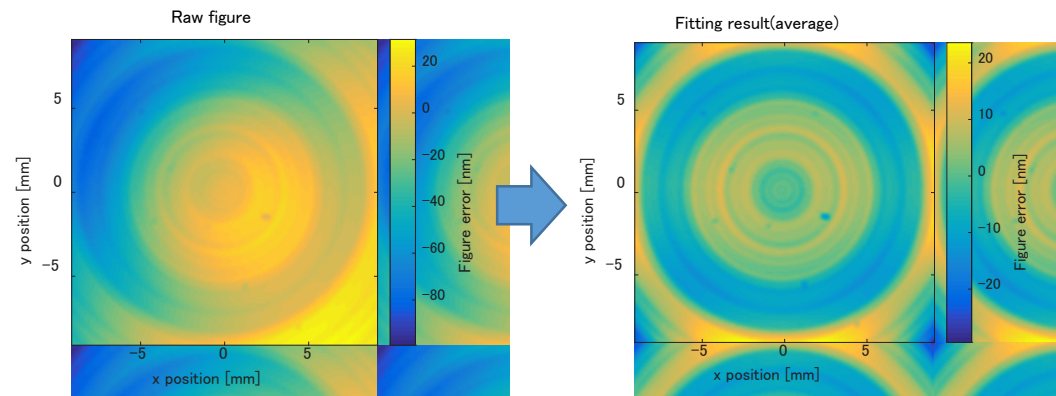 Raw figure
5
0
−5
y position [mm]
−5
0
5
x position [mm]
20
0
−20
−40
−60
−80
Figure error [nm]
Fitting result(average)
5
0
−5
y position [mm]
−5
0
5
x position [mm]
20
10
0
−10
−20
Figure error [nm]